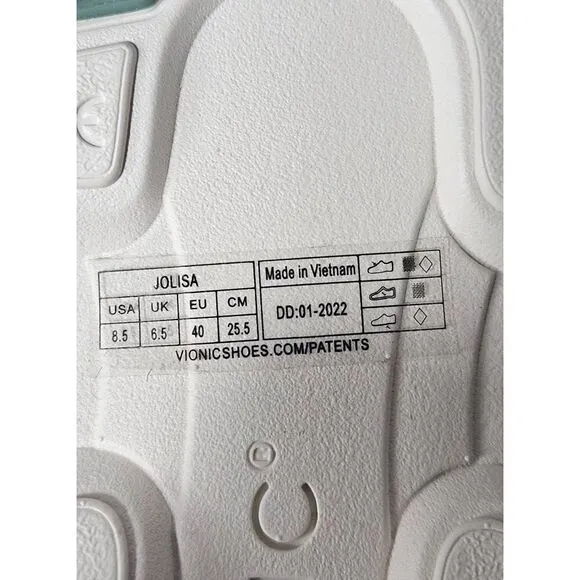 JOLISA
USA UK EU CM
8.5 6.5 40 25.5
Made in Vietnam
DD:01-2022
VIONICSHOES.COM/PATENTS
®